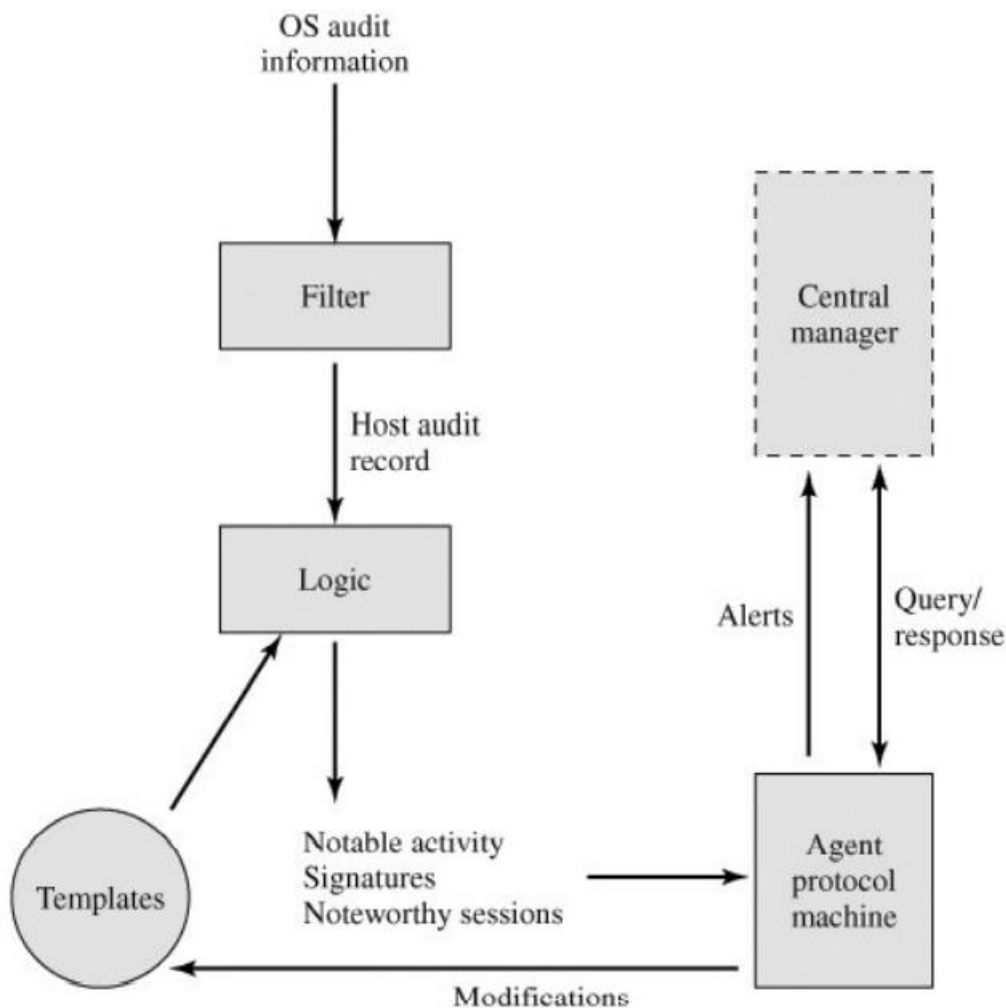 OS audit
information
Filter
Central
manager
Host audit
record
Logic
Alerts
Query/
response
Notable activity
Signatures
Noteworthy sessions
Agent
protocol
machine
Templates
Modifications